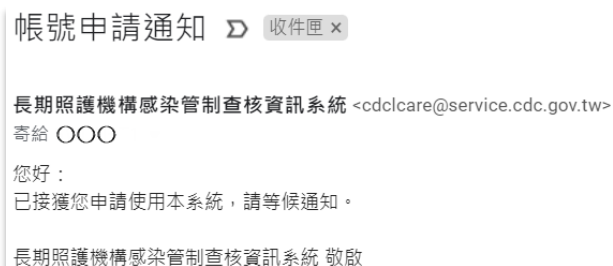 帳號申請通知 收件匣 ×
長期照護機構感染管制查核資訊系統 <cdclcare@service.cdc.gov.tw>
寄給 〇〇〇
您好：
已接獲您申請使用本系統，請等候通知。
長期照護機構感染管制查核資訊系統 敬啟